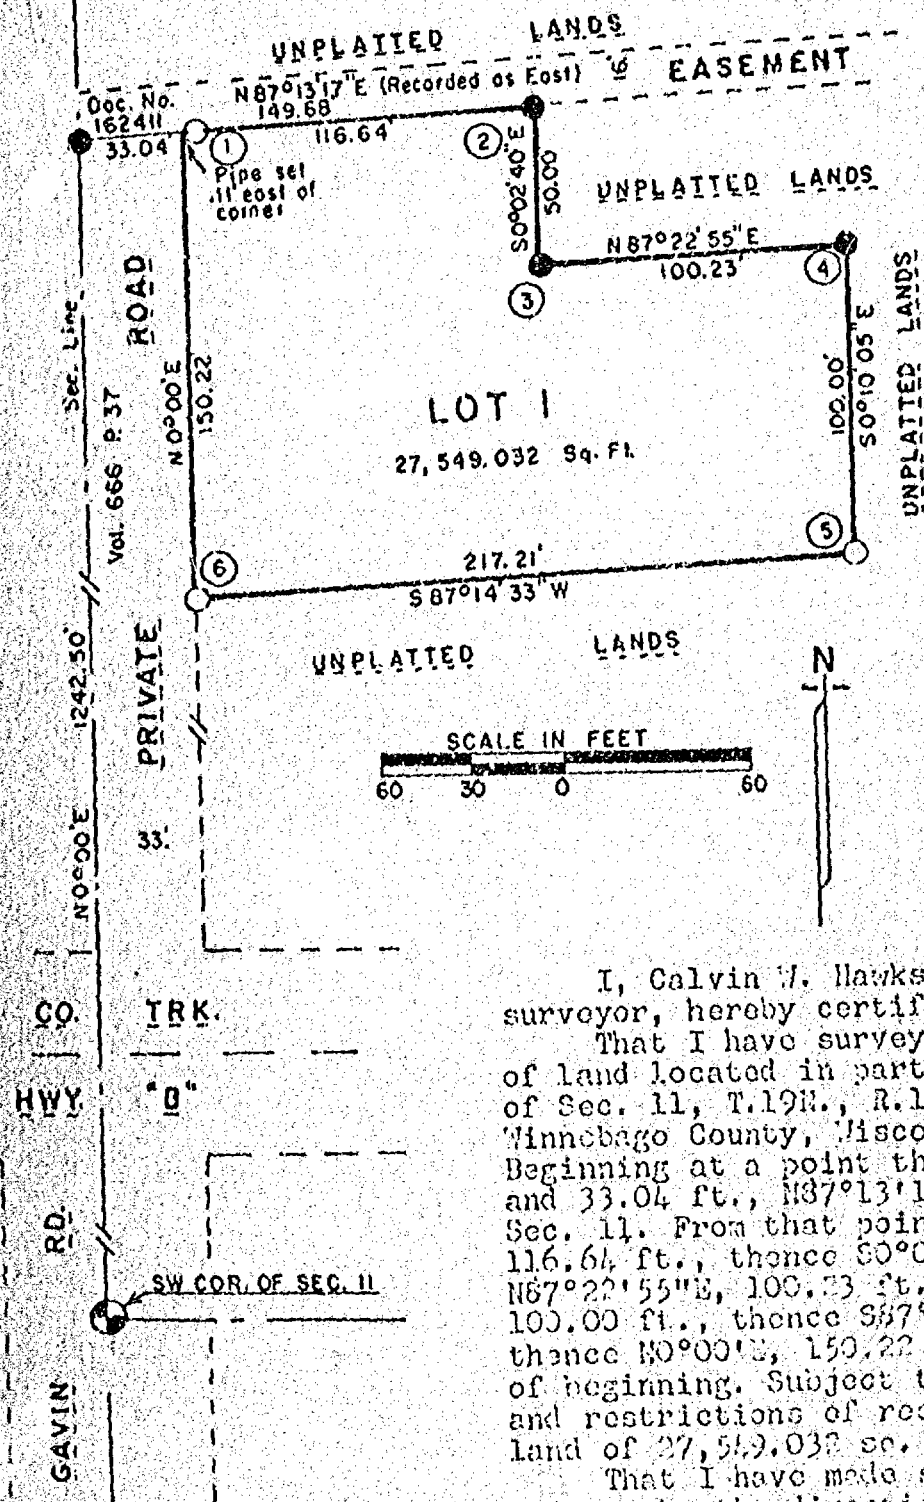 UNPLATTED LANDS
N87°13'17"E (Recorded as East) 16' EASEMENT
Doc. No.
162411
149.68
33.04' 1 116.64' 2
Pipe set
.11' east of
corner
S0°02'40"E
50.00
UNPLATTED LANDS
N87°22'55"E
100.23'
3
4
Sec. Line
Vol. 666 P. 37
ROAD
N0°00'E
150.22
LOT 1
27,549.032 Sq. Ft.
100.00'
S0°10'05"E
UNPLATTED LANDS
5
6
217.21'
S87°14'33"W
UNPLATTED LANDS
N
1242.50'
PRIVATE
SCALE IN FEET
60 30 0 60
N0°00'E
33'
CO. TRK.
HWY.
RD.
SW COR. OF SEC. 11
GAVIN
I, Calvin W. Hawks
surveyor, hereby certif
That I have survey
of land located in part
of Sec. 11, T.19N., R.1
Winnebago County, Wisco
Beginning at a point th
and 33.04 ft., N87°13'1
Sec. 11. From that poin
116.64 ft., thence S0°0
N87°22'55"E, 100.23 ft.
100.00 ft., thence S87°
thence N0°00'E, 150.22
of beginning. Subject t
and restrictions of rec
land of 27,549.032 sq.
That I have made s